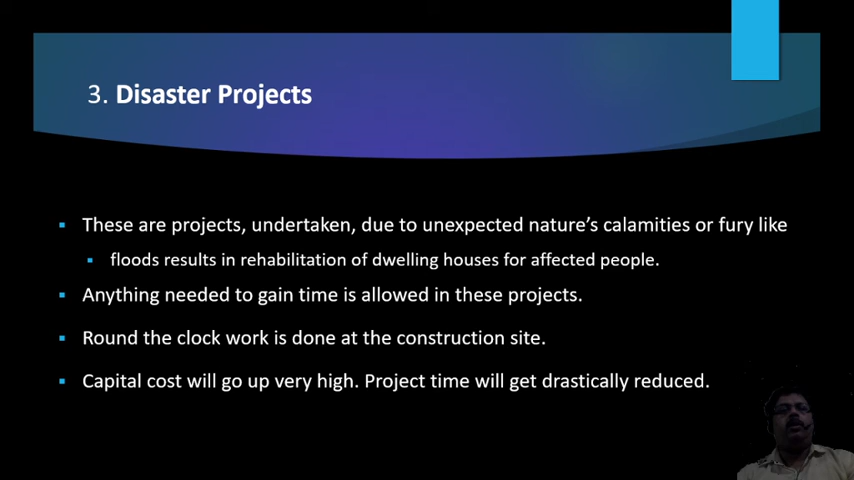 3. Disaster Projects
These are projects, undertaken, due to unexpected nature's calamities or fury like
floods results in rehabilitation of dwelling houses for affected people.
Anything needed to gain time is allowed in these projects.
Round the clock work is done at the construction site.
Capital cost will go up very high. Project time will get drastically reduced.